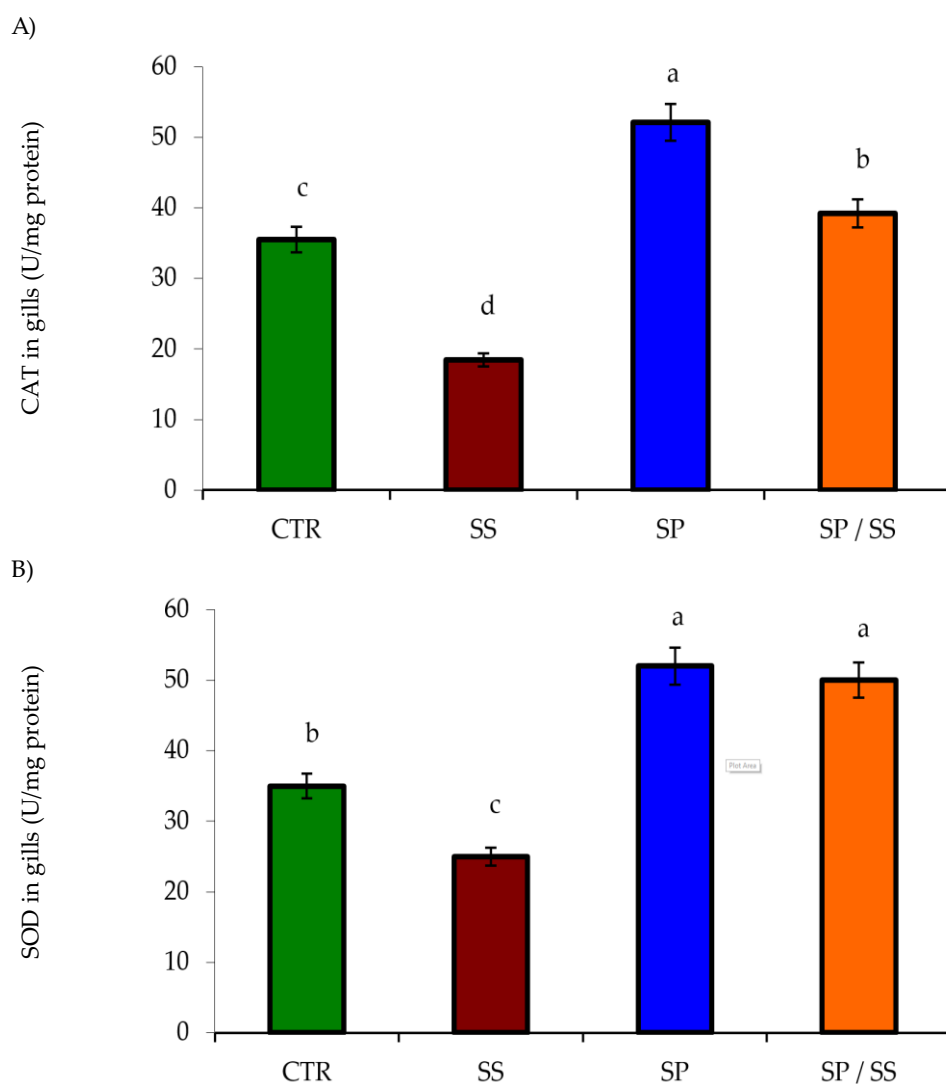 A)
CAT in gills (U/mg protein)
60
50
40
30
20
10
0
c
d
a
b
CTR SS SP SP / SS
B)
SOD in gills (U/mg protein)
60
50
40
30
20
10
0
b
c
a
a
Plot Area
CTR SS SP SP / SS